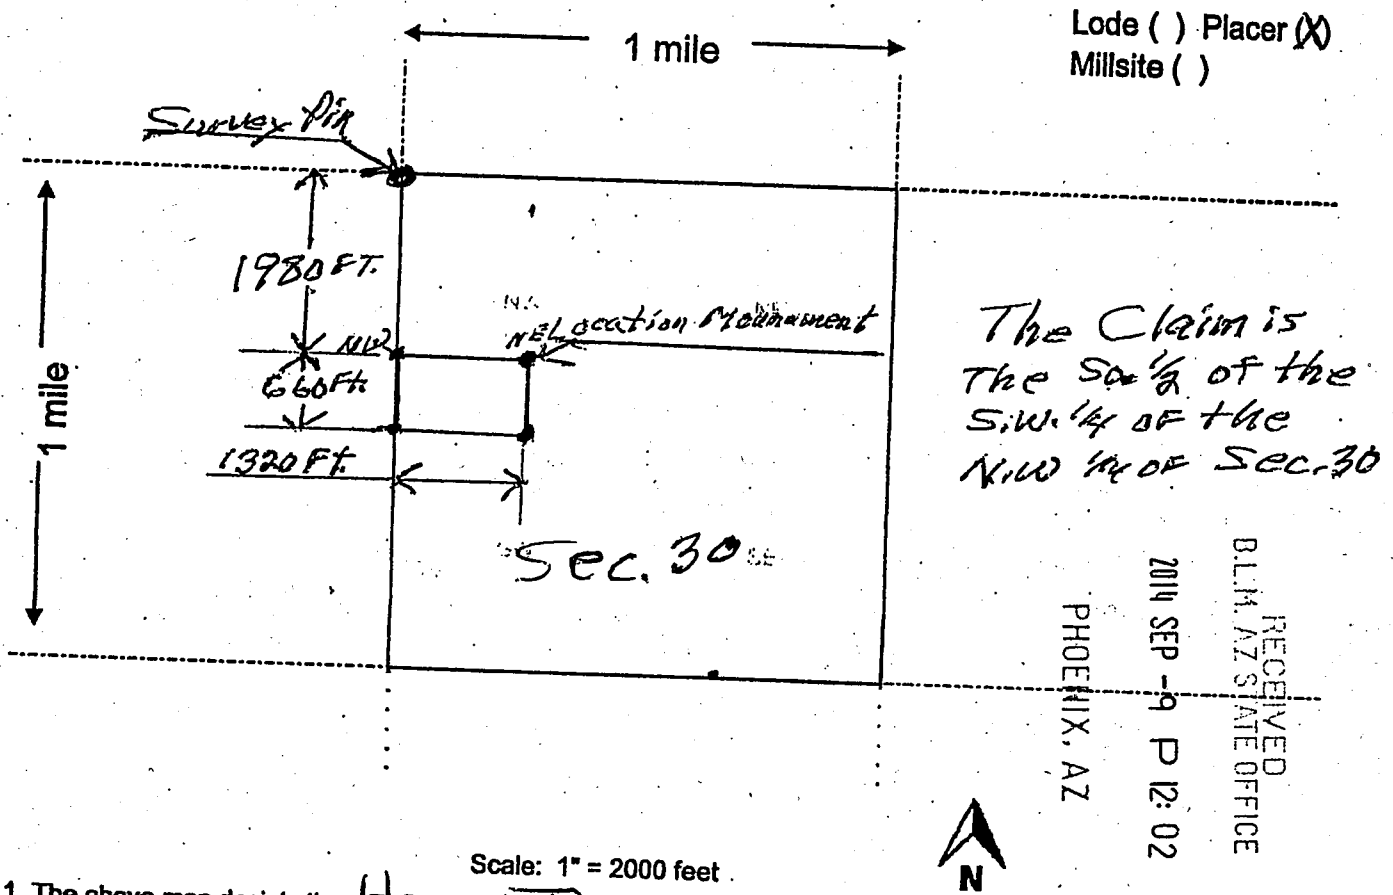 Lode ( ) Placer (X)
Millsite ( )
1 mile
Survey Pin
1980 FT.
NW
NE Location Mounament
660 Ft.
1 mile
1320 Ft.
The Claim is
The So. 1/2 of the
S.W. 1/4 of the
N.W 1/4 of Sec. 30
Sec. 30
SE
RECEIVED
B.L.M. AZ STATE OFFICE
2014 SEP -9 P 12: 02
PHOENIX, AZ
Scale: 1" = 2000 feet
N
1. The above map depicts the